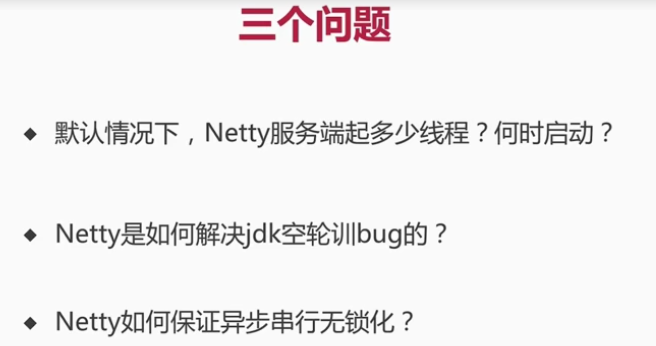 三个问题
◆ 默认情况下，Netty服务端起多少线程？何时启动？
◆ Netty是如何解决jdk空轮训bug的？
◆ Netty如何保证异步串行无锁化？